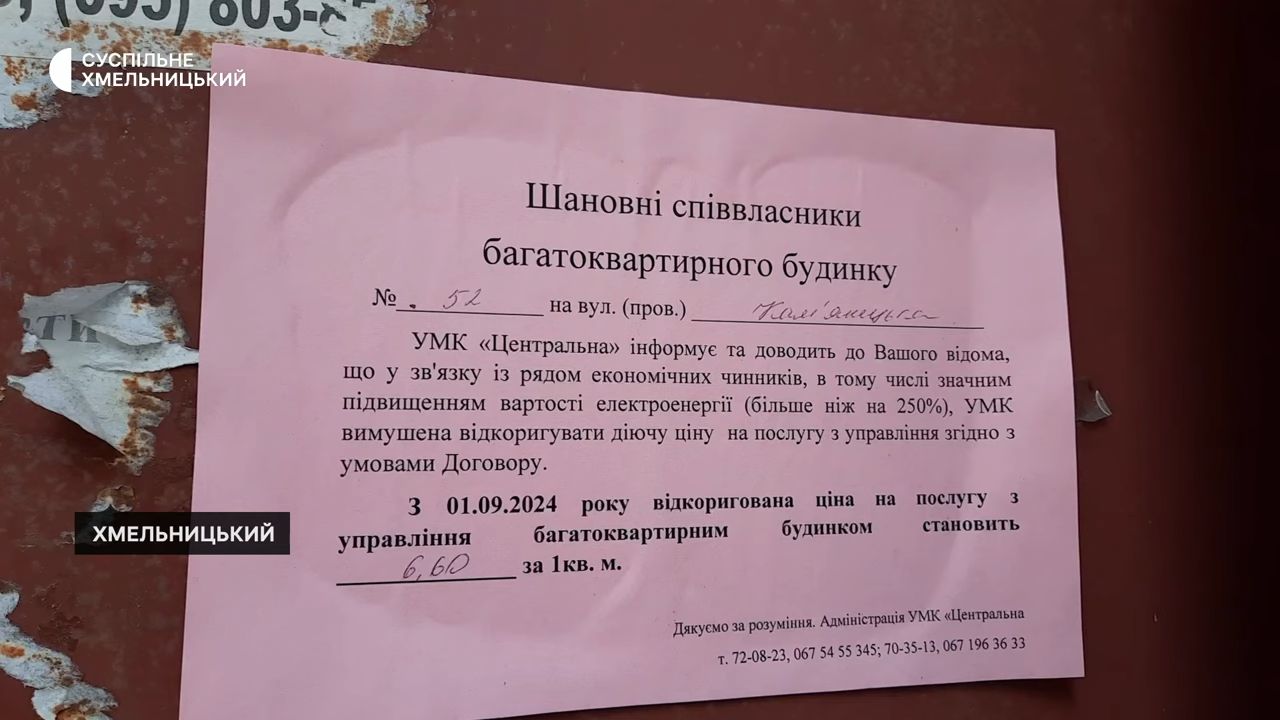 (095) 803-
СУСПІЛЬНЕ
ХМЕЛЬНИЦЬКИЙ
Шановні співвласники
багатоквартирного будинку
№ 52 на вул. (пров.) Кам'янецька
УМК «Центральна» інформує та доводить до Вашого відома,
що у зв'язку із рядом економічних чинників, в тому числі значним
підвищенням вартості електроенергії (більше ніж на 250%), УМК
вимушена відкоригувати діючу ціну на послугу з управління згідно з
умовами Договору.
З 01.09.2024 року відкоригована ціна на послугу з
управління багатоквартирним будинком становить
6,60 за 1кв. м.
Дякуємо за розуміння. Адміністрація УМК «Центральна
т. 72-08-23, 067 54 55 345; 70-35-13, 067 196 36 33
ХМЕЛЬНИЦЬКИЙ